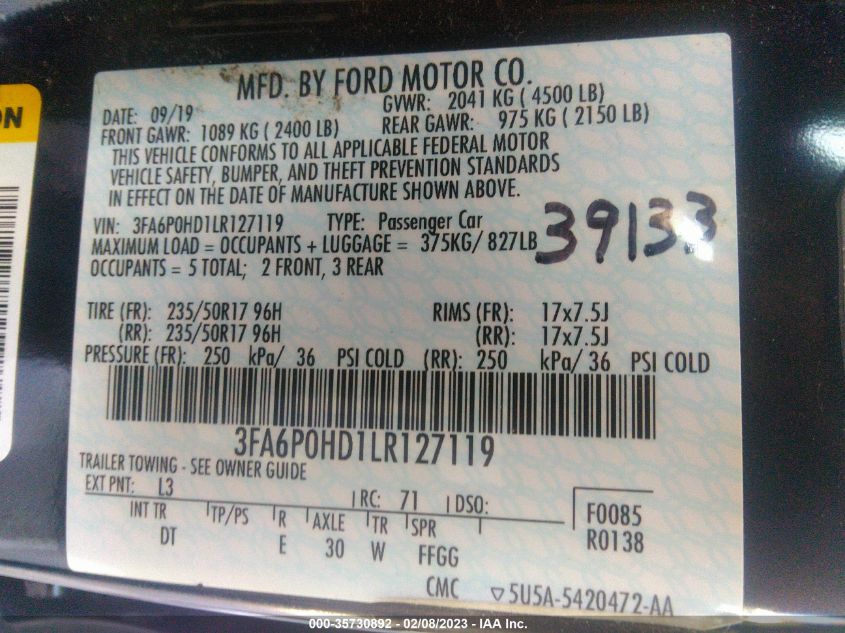 ON
MFD. BY FORD MOTOR CO.
DATE: 09/19 GVWR: 2041 KG ( 4500 LB)
FRONT GAWR: 1089 KG ( 2400 LB) REAR GAWR: 975 KG ( 2150 LB)
THIS VEHICLE CONFORMS TO ALL APPLICABLE FEDERAL MOTOR
VEHICLE SAFETY, BUMPER, AND THEFT PREVENTION STANDARDS
IN EFFECT ON THE DATE OF MANUFACTURE SHOWN ABOVE.
VIN: 3FA6P0HD1LR127119 TYPE: Passenger Car
39133
MAXIMUM LOAD = OCCUPANTS + LUGGAGE = 375KG/ 827LB
OCCUPANTS = 5 TOTAL; 2 FRONT, 3 REAR
TIRE (FR): 235/50R17 96H RIMS (FR): 17x7.5J
(RR): 235/50R17 96H (RR): 17x7.5J
PRESSURE (FR): 250 kPa/ 36 PSI COLD (RR): 250 kPa/ 36 PSI COLD
3FA6P0HD1LR127119
TRAILER TOWING - SEE OWNER GUIDE
EXT PNT: L3 RC: 71 DSO:
INT TR TP/PS R AXLE TR SPR
DT E 30 W FFGG
F0085
R0138
CMC ▽5U5A-5420472-AA
000-35730892 - 02/08/2023 - IAA Inc.